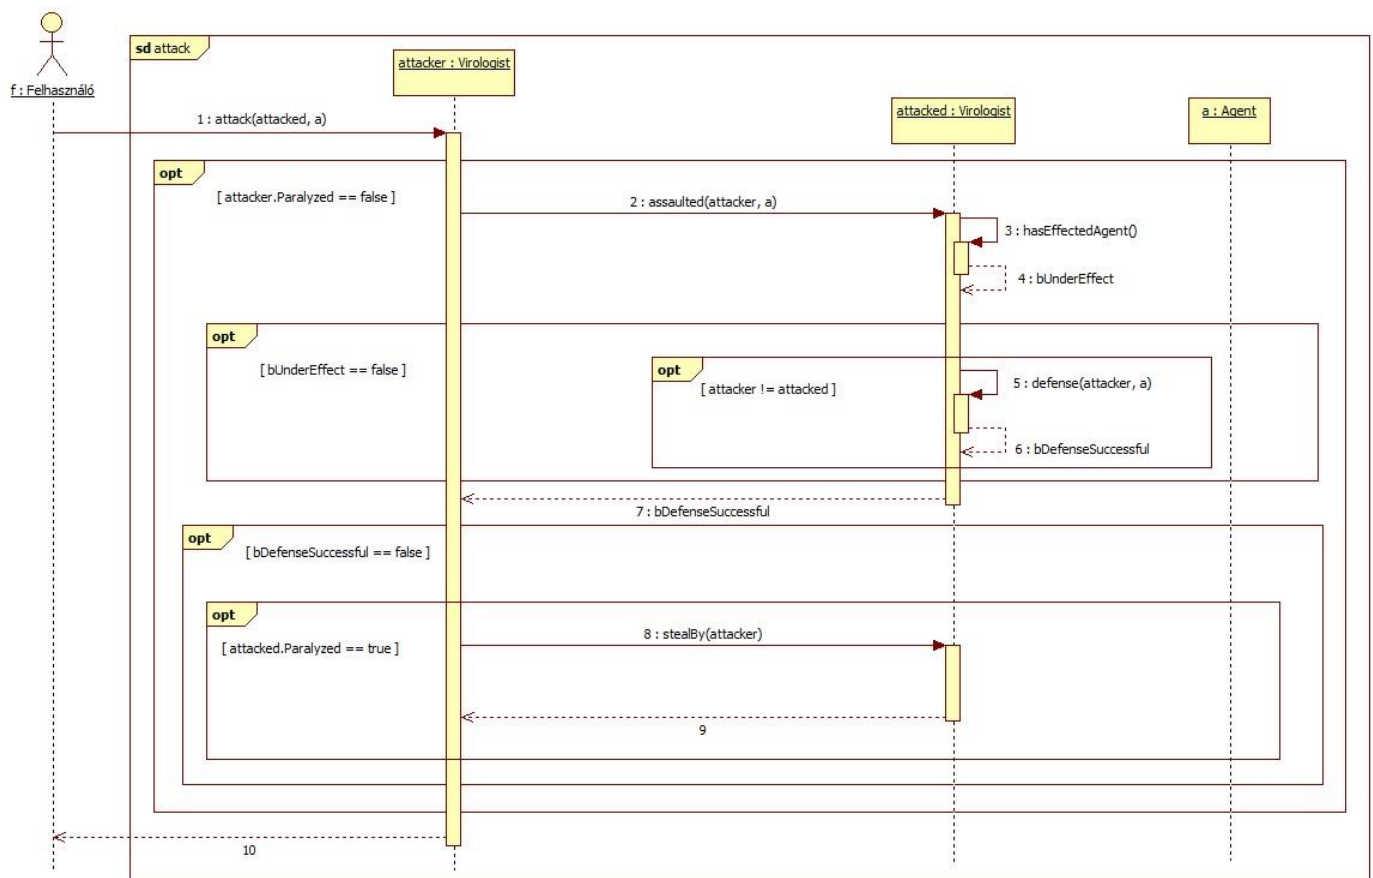 sd attack
attacker : Virologist
f : Felhasználó
attacked : Virologist
a : Agent
1 : attack(attacked, a)
opt
[ attacker.Paralyzed == false ]
2 : assaulted(attacker, a)
3 : hasEffectedAgent()
4 : bUnderEffect
opt
[ bUnderEffect == false ]
opt
[ attacker != attacked ]
5 : defense(attacker, a)
6 : bDefenseSuccessful
7 : bDefenseSuccessful
opt
[ bDefenseSuccessful == false ]
opt
[ attacked.Paralyzed == true ]
8 : stealBy(attacker)
9
10